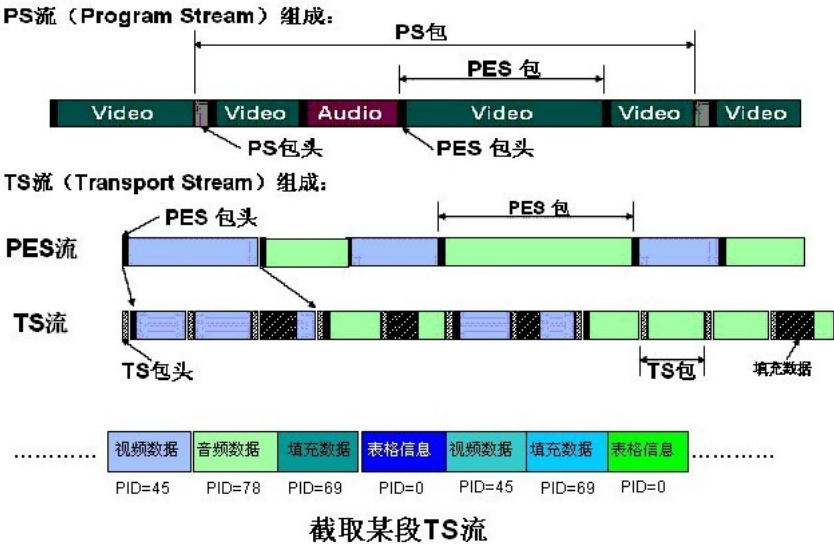 PS流（Program Stream）组成：
PS包
PES 包
Video Video Audio Video Video Video
PS包头 PES 包头
TS流（Transport Stream）组成：
PES 包头 PES 包
PES流
TS流
TS包头 TS包 填充数据
………… 视频数据 音频数据 填充数据 表格信息 视频数据 填充数据 表格信息 …………
PID=45 PID=78 PID=69 PID=0 PID=45 PID=69 PID=0
截取某段TS流